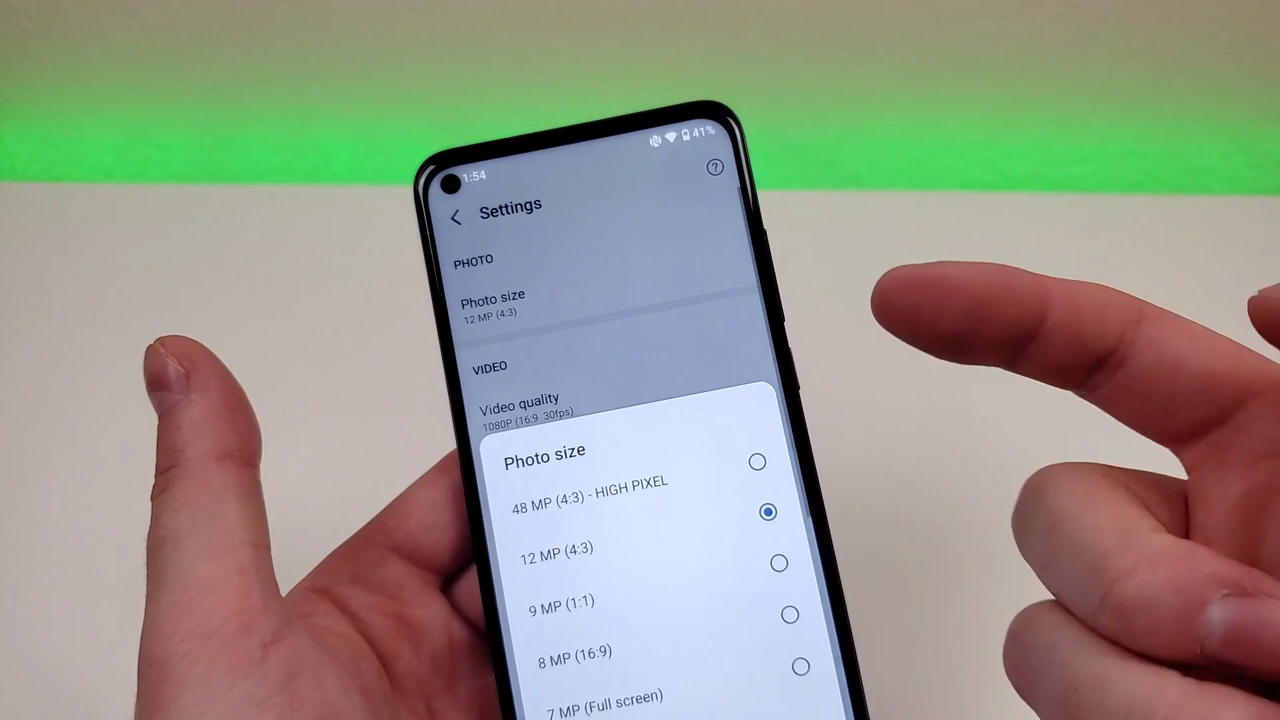 1:54
41%
Settings
PHOTO
Photo size
12 MP (4:3)
VIDEO
Video quality
1080P (16:9 30fps)
Photo size
48 MP (4:3) - HIGH PIXEL
12 MP (4:3)
9 MP (1:1)
8 MP (16:9)
7 MP (Full screen)